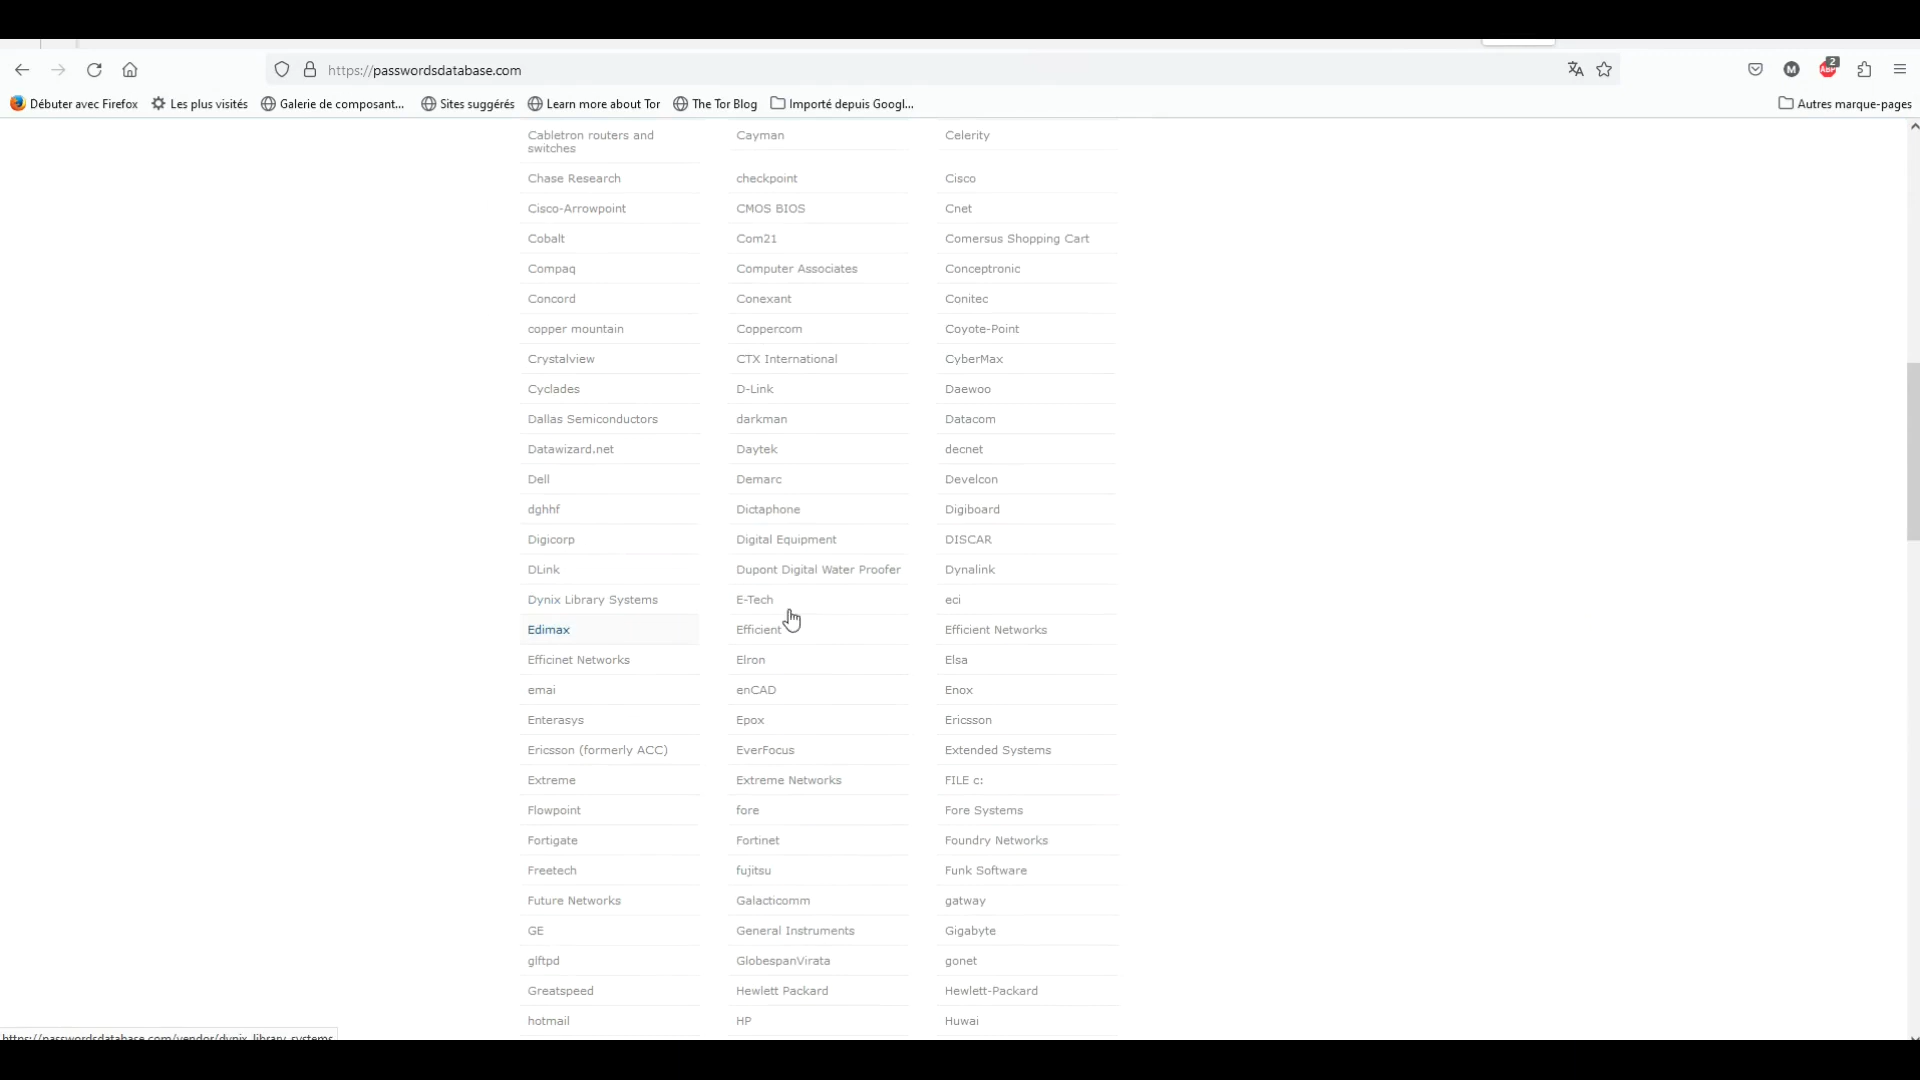 https://passwordsdatabase.com
2
Débuter avec Firefox Les plus visités Galerie de composant... Sites suggérés Learn more about Tor The Tor Blog Importé depuis Googl... Autres marque-pages
Cabletron routers and switches Cayman Celerity
Chase Research checkpoint Cisco
Cisco-Arrowpoint CMOS BIOS Cnet
Cobalt Com21 Comersus Shopping Cart
Compaq Computer Associates Conceptronic
Concord Conexant Conitec
copper mountain Coppercom Coyote-Point
Crystalview CTX International CyberMax
Cyclades D-Link Daewoo
Dallas Semiconductors darkman Datacom
Datawizard.net Daytek decnet
Dell Demarc Develcon
dghhf Dictaphone Digiboard
Digicorp Digital Equipment DISCAR
DLink Dupont Digital Water Proofer Dynalink
Dynix Library Systems E-Tech eci
Edimax Efficient Efficient Networks
Efficinet Networks Elron Elsa
emai enCAD Enox
Enterasys Epox Ericsson
Ericsson (formerly ACC) EverFocus Extended Systems
Extreme Extreme Networks FILE c:
Flowpoint fore Fore Systems
Fortigate Fortinet Foundry Networks
Freetech fujitsu Funk Software
Future Networks Galacticomm gatway
GE General Instruments Gigabyte
glftpd GlobespanVirata gonet
Greatspeed Hewlett Packard Hewlett-Packard
hotmail HP Huwai
https://passwordsdatabase.com/vendor/dynix_library_systems